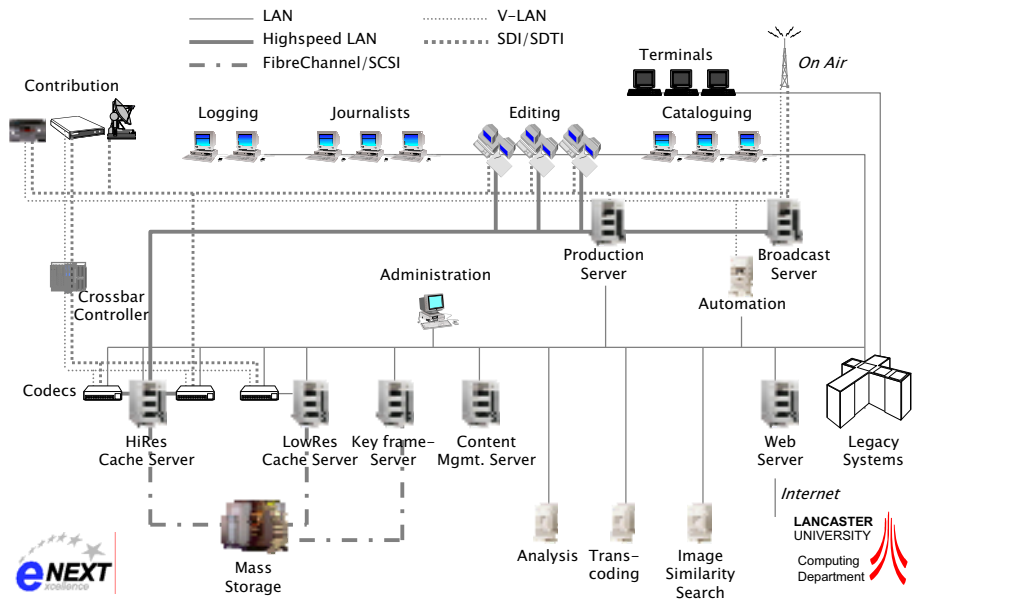 LAN
V-LAN
Highspeed LAN
SDI/SDTI
FibreChannel/SCSI
Terminals
On Air
Contribution
Logging
Journalists
Editing
Cataloguing
Production
Server
Broadcast
Server
Administration
Automation
Crossbar
Controller
Codecs
HiRes
Cache Server
LowRes
Cache Server
Key frame-
Server
Content
Mgmt. Server
Web
Server
Legacy
Systems
Internet
Analysis
Trans-
coding
Image
Similarity
Search
Mass
Storage
eNEXT
xcellence
LANCASTER
UNIVERSITY
Computing
Department